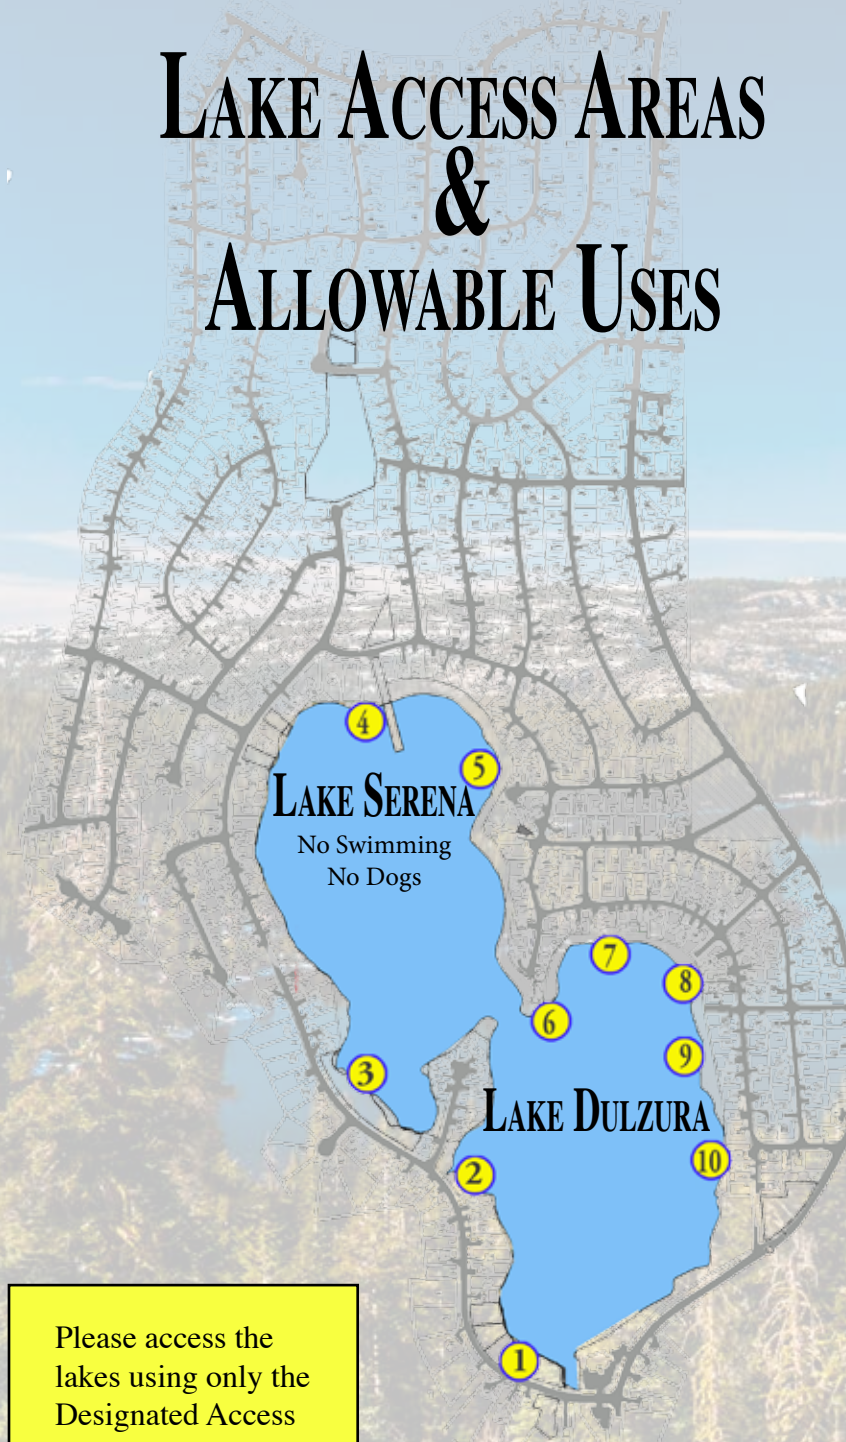 LAKE ACCESS AREAS
&
ALLOWABLE USES
4
5
LAKE SERENA
No Swimming
No Dogs
7
8
6
9
3
LAKE DULZURA
10
2
1
Please access the
lakes using only the
Designated Access